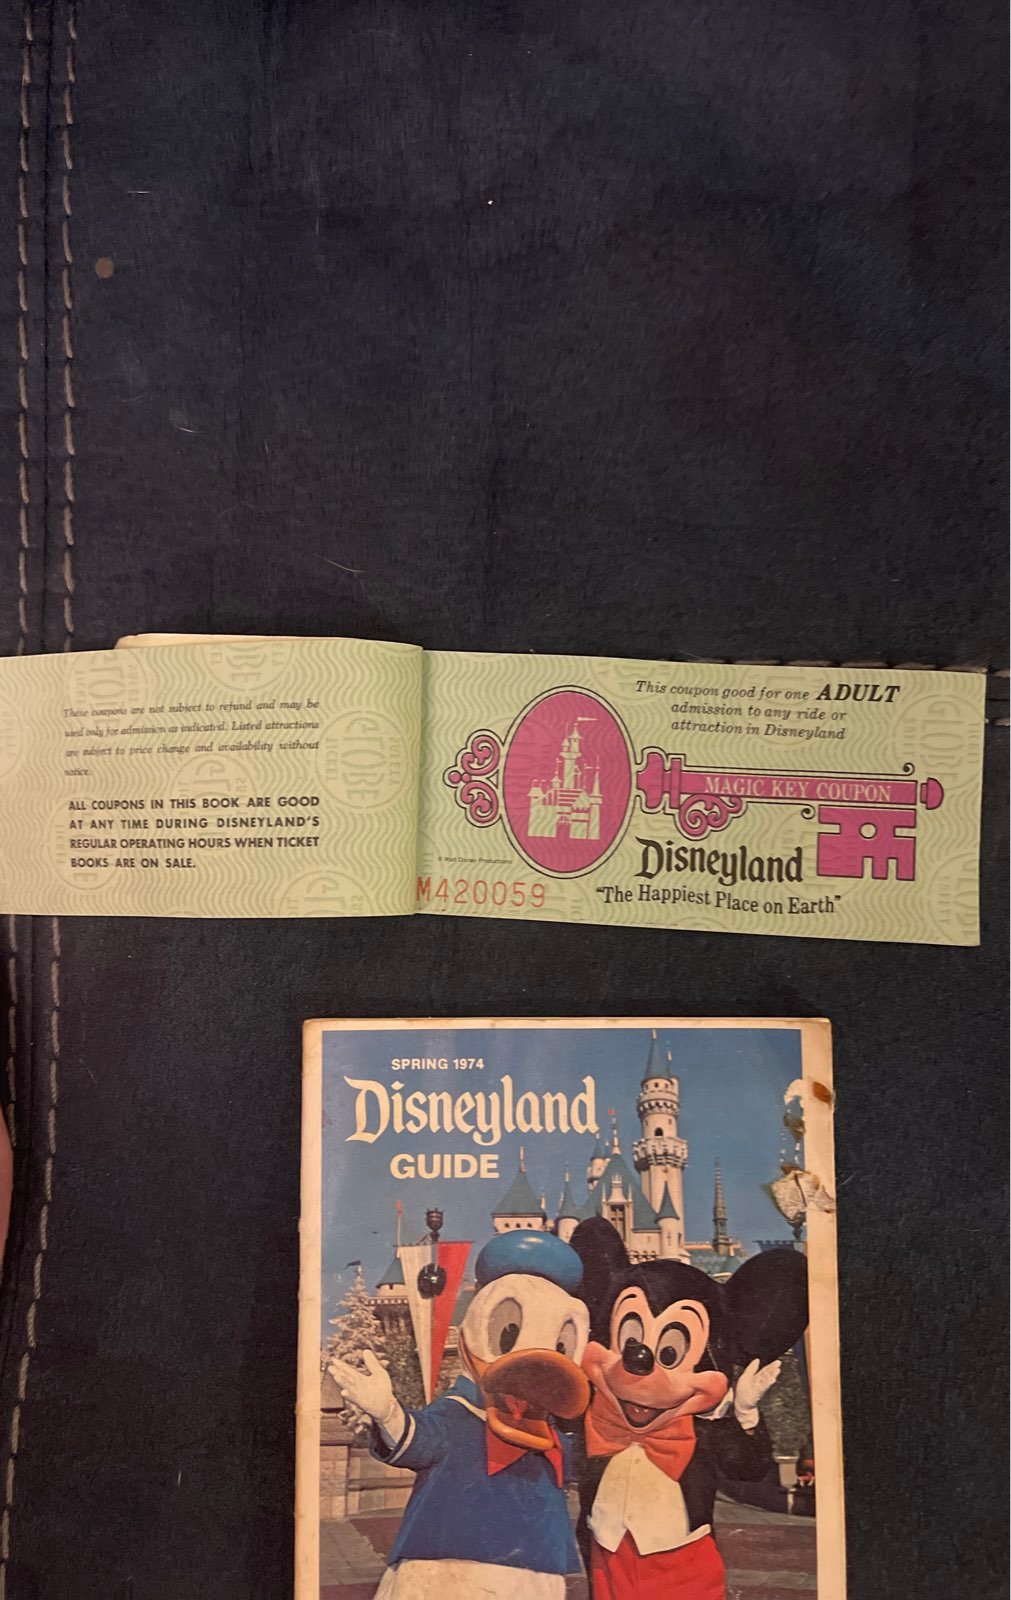 These coupons are not subject to refund and may be
used only for admission as indicated. Listed attractions
are subject to price change and availability without
notice.
ALL COUPONS IN THIS BOOK ARE GOOD
AT ANY TIME DURING DISNEYLAND'S
REGULAR OPERATING HOURS WHEN TICKET
BOOKS ARE ON SALE.
This coupon good for one ADULT
admission to any ride or
attraction in Disneyland
MAGIC KEY COUPON
© Walt Disney Productions
Disneyland
M420059
"The Happiest Place on Earth"
SPRING 1974
Disneyland
GUIDE